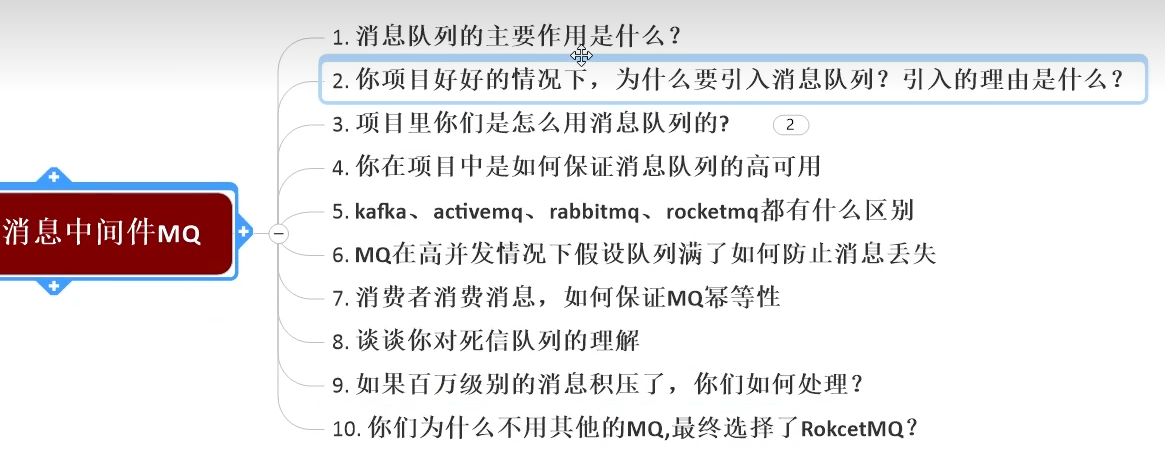 1. 消息队列的主要作用是什么？
2. 你项目好好的情况下，为什么要引入消息队列？引入的理由是什么？
3. 项目里你们是怎么用消息队列的? 2
4. 你在项目中是如何保证消息队列的高可用
消息中间件MQ
5. kafka、activemq、rabbitmq、rocketmq都有什么区别
6. MQ在高并发情况下假设队列满了如何防止消息丢失
7. 消费者消费消息，如何保证MQ幂等性
8. 谈谈你对死信队列的理解
9. 如果百万级别的消息积压了，你们如何处理？
10. 你们为什么不用其他的MQ,最终选择了RokcetMQ？